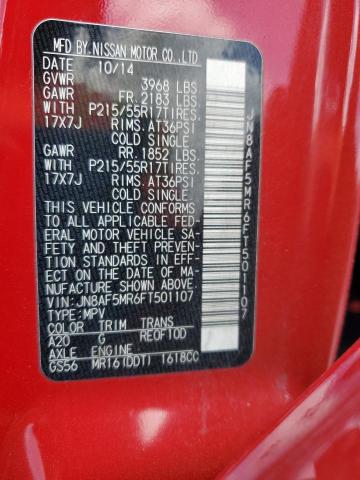 MFD BY NISSAN MOTOR CO.,LTD
DATE 10/14
GVWR 3968 LBS
GAWR FR. 2183 LBS
WITH P215/55R17TIRES.
17X7J RIMS.AT36PSI
COLD SINGLE
GAWR RR. 1852 LBS.
WITH P215/55R17TIRES.
17X7J RIMS.AT36PSI
COLD SINGLE
THIS VEHICLE CONFORMS
TO ALL APPLICABLE FED-
ERAL MOTOR VEHICLE SA-
FETY AND THEFT PREVEN-
TION STANDARDS IN EFF-
ECT ON THE DATE OF MA-
NUFACTURE SHOWN ABOVE.
VIN:JN8AF5MR6FT501107
TYPE:MPV
COLOR TRIM TRANS
A20 G RE0F10D
AXLE ENGINE
GS56 MR16(DDT) 1618CC
JN8AF5MR6FT501107